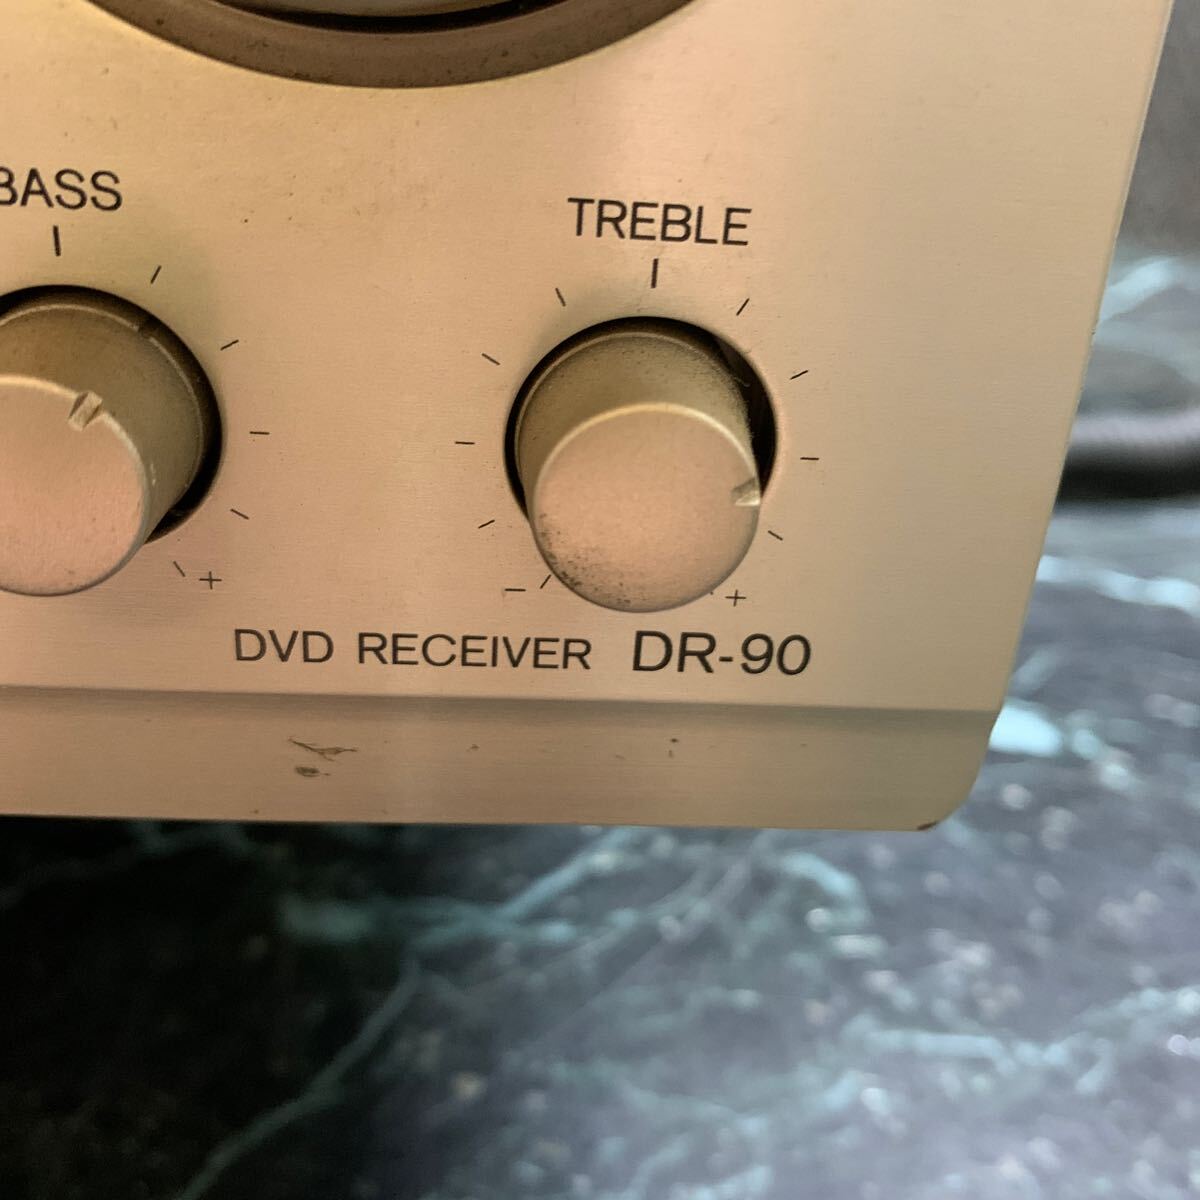 BASS
TREBLE
+
- +
DVD RECEIVER DR-90